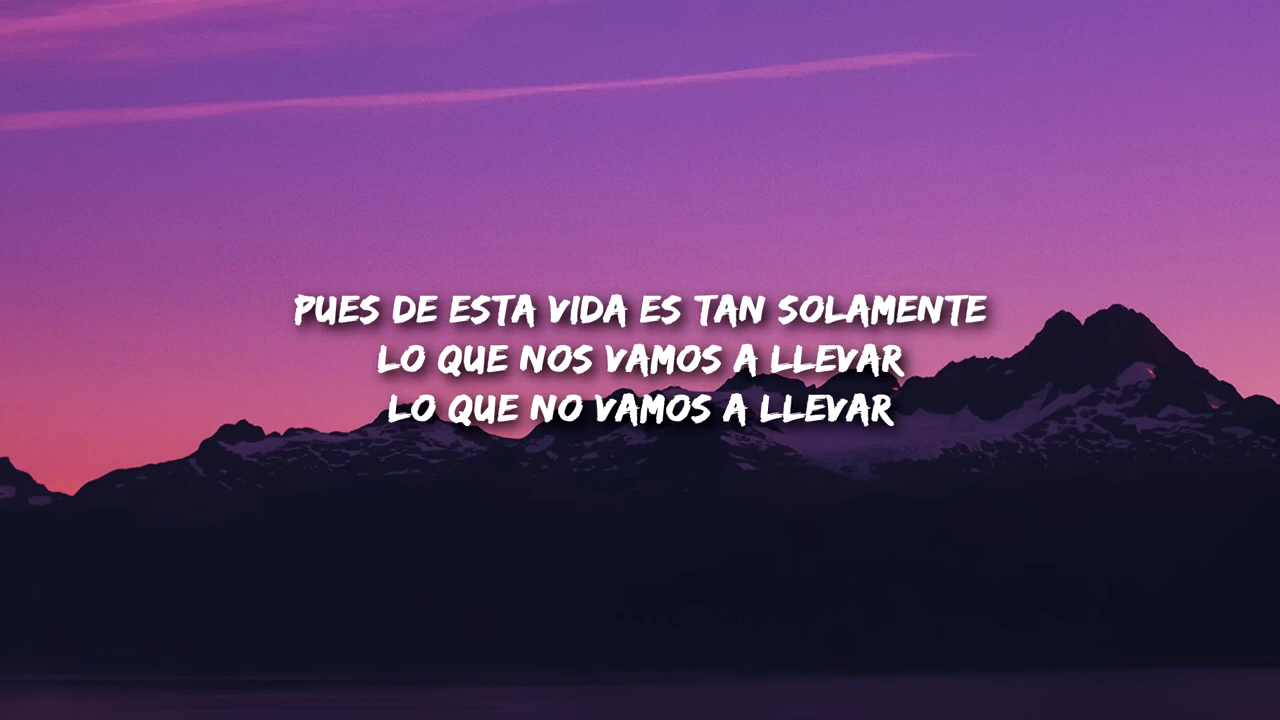 PUES DE ESTA VIDA ES TAN SOLAMENTE
LO QUE NOS VAMOS A LLEVAR
LO QUE NO VAMOS A LLEVAR